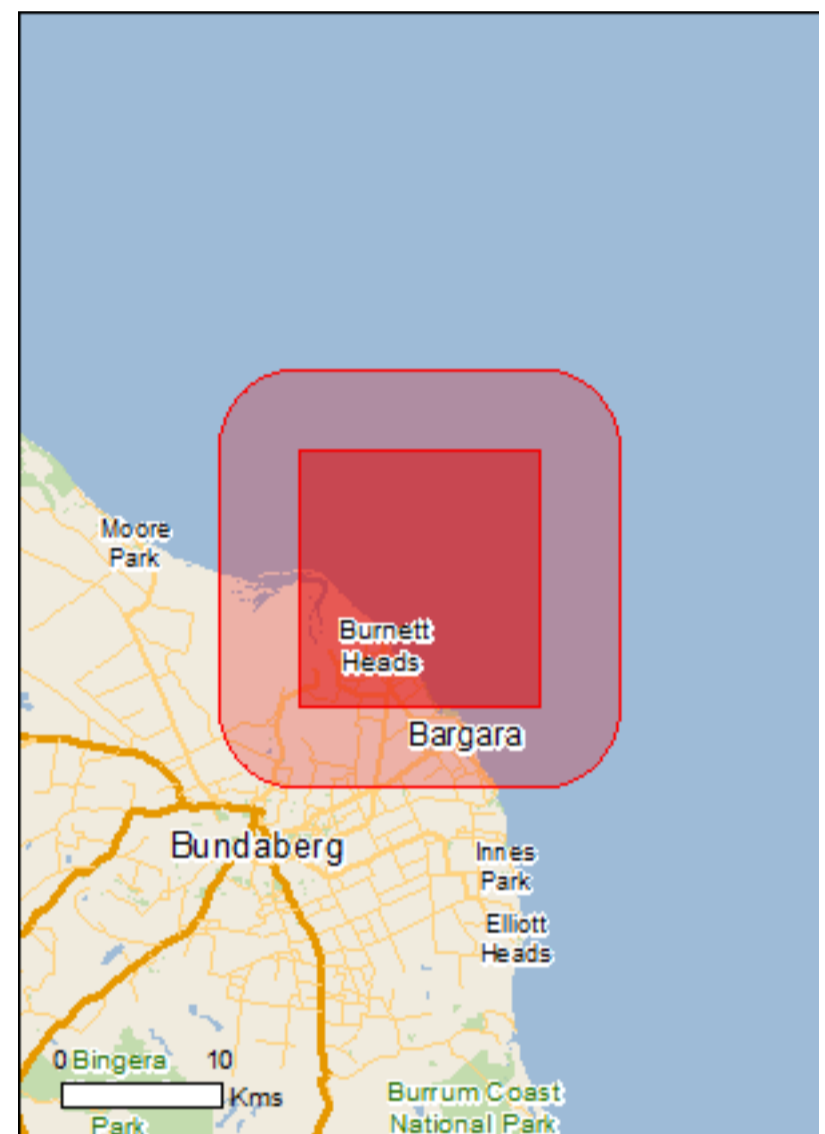 Moore
Park
Burnett
Heads
Bargara
Bundaberg
Innes
Park
Elliott
Heads
0 Bingera 10
Kms
Park
Burrum Coast
National Park